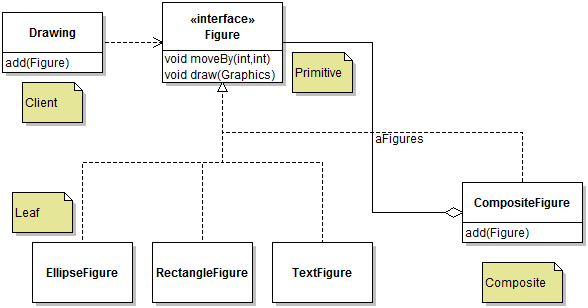 Drawing
add(Figure)
Client
«interface»
Figure
void moveBy(int,int)
void draw(Graphics)
Primitive
aFigures
Leaf
CompositeFigure
add(Figure)
EllipseFigure
RectangleFigure
TextFigure
Composite